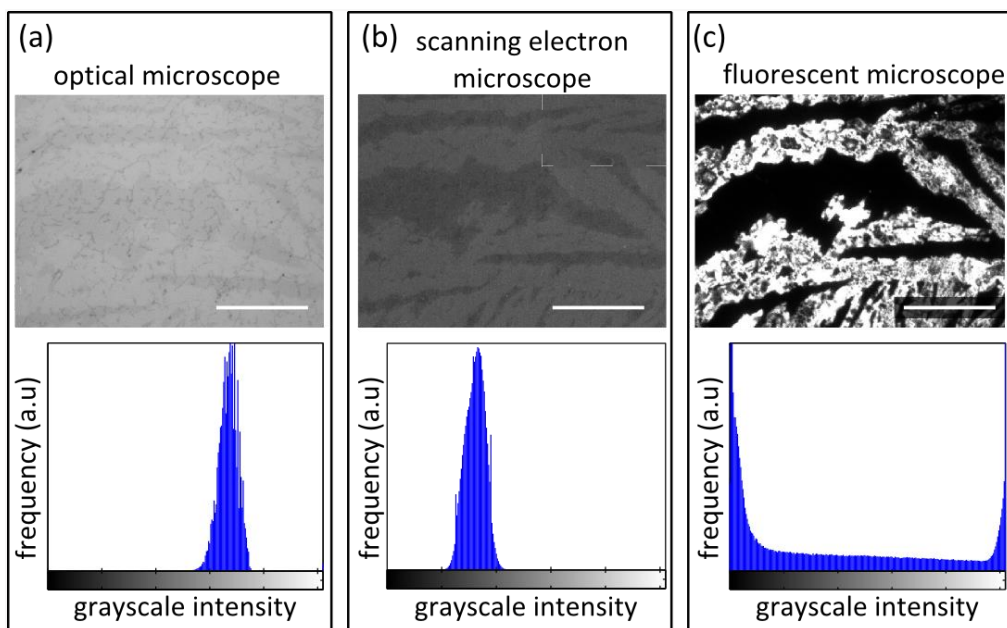 (a)
optical microscope
frequency (a.u)
grayscale intensity
(b)
scanning electron
microscope
frequency (a.u)
grayscale intensity
(c)
fluorescent microscope
frequency (a.u)
grayscale intensity